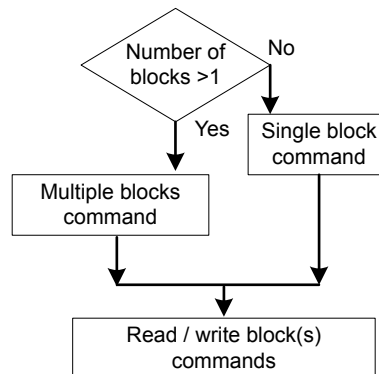 Number of
blocks >1
No
Yes
Single block
command
Multiple blocks
command
Read / write block(s)
commands